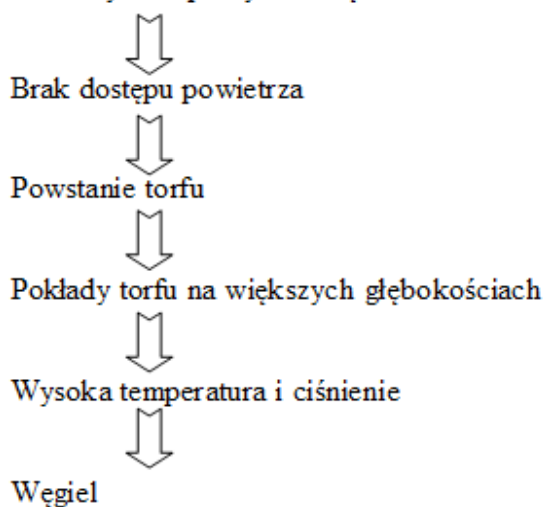 Brak dostępu powietrza
Powstanie torfu
Pokłady torfu na większych głębokościach
Wysoka temperatura i ciśnienie
Węgiel